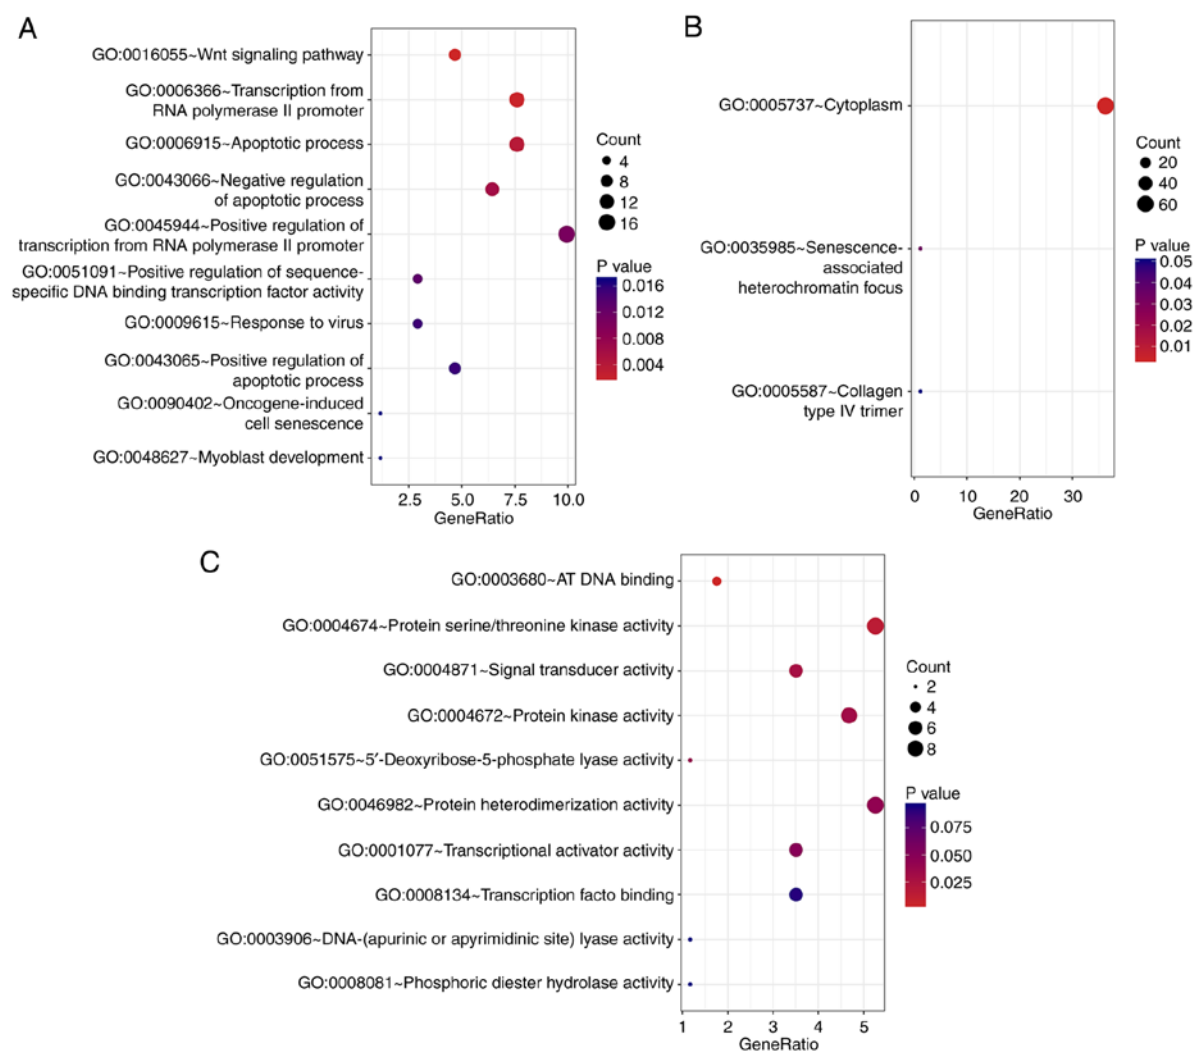 A
GO:0016055~Wnt signaling pathway
GO:0006366~Transcription from
RNA polymerase II promoter
GO:0006915~Apoptotic process
GO:0043066~Negative regulation
of apoptotic process
GO:0045944~Positive regulation of
transcription from RNA polymerase II promoter
GO:0051091~Positive regulation of sequence-
specific DNA binding transcription factor activity
GO:0009615~Response to virus
GO:0043065~Positive regulation of
apoptotic process
GO:0090402~Oncogene-induced
cell senescence
GO:0048627~Myoblast development
2.5 5.0 7.5 10.0
GeneRatio
Count
4
8
12
16
P value
0.016
0.012
0.008
0.004
B
GO:0005737~Cytoplasm
GO:0035985~Senescence-
associated
heterochromatin focus
GO:0005587~Collagen
type IV trimer
0 10 20 30
GeneRatio
Count
20
40
60
P value
0.05
0.04
0.03
0.02
0.01
C
GO:0003680~AT DNA binding
GO:0004674~Protein serine/threonine kinase activity
GO:0004871~Signal transducer activity
GO:0004672~Protein kinase activity
GO:0051575~5′-Deoxyribose-5-phosphate lyase activity
GO:0046982~Protein heterodimerization activity
GO:0001077~Transcriptional activator activity
GO:0008134~Transcription facto binding
GO:0003906~DNA-(apurinic or apyrimidinic site) lyase activity
GO:0008081~Phosphoric diester hydrolase activity
1 2 3 4 5
GeneRatio
Count
2
4
6
8
P value
0.075
0.050
0.025